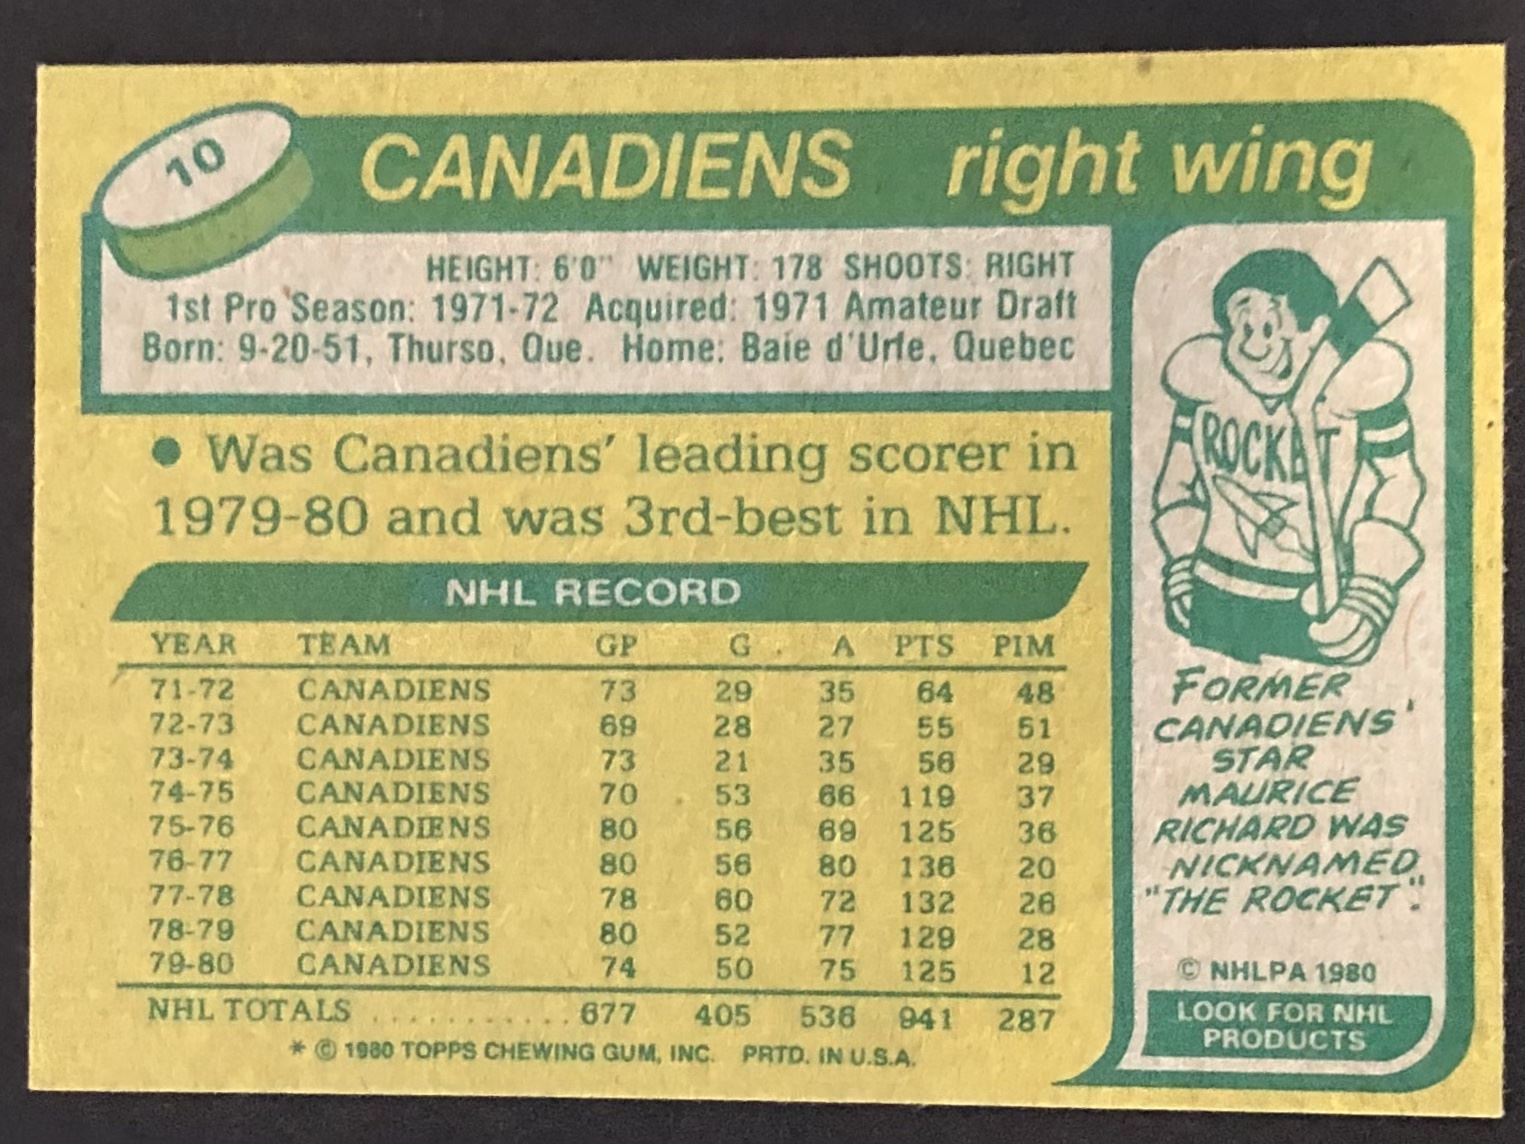 10
CANADIENS right wing
HEIGHT: 6'0" WEIGHT: 178 SHOOTS: RIGHT
1st Pro Season: 1971-72 Acquired: 1971 Amateur Draft
Born: 9-20-51, Thurso, Que. Home: Baie d'Urfe, Quebec
• Was Canadiens' leading scorer in
1979-80 and was 3rd-best in NHL.
NHL RECORD
YEAR TEAM GP G A PTS PIM
71-72 CANADIENS 73 29 35 64 48
72-73 CANADIENS 69 28 27 55 51
73-74 CANADIENS 73 21 35 56 29
74-75 CANADIENS 70 53 66 119 37
75-76 CANADIENS 80 56 69 125 36
76-77 CANADIENS 80 56 80 136 20
77-78 CANADIENS 78 60 72 132 26
78-79 CANADIENS 80 52 77 129 28
79-80 CANADIENS 74 50 75 125 12
NHL TOTALS ........... 677 405 536 941 287
* © 1980 TOPPS CHEWING GUM, INC. PRTD. IN U.S.A.
ROCKET
FORMER
CANADIENS'
STAR
MAURICE
RICHARD WAS
NICKNAMED
"THE ROCKET".
© NHLPA 1980
LOOK FOR NHL
PRODUCTS